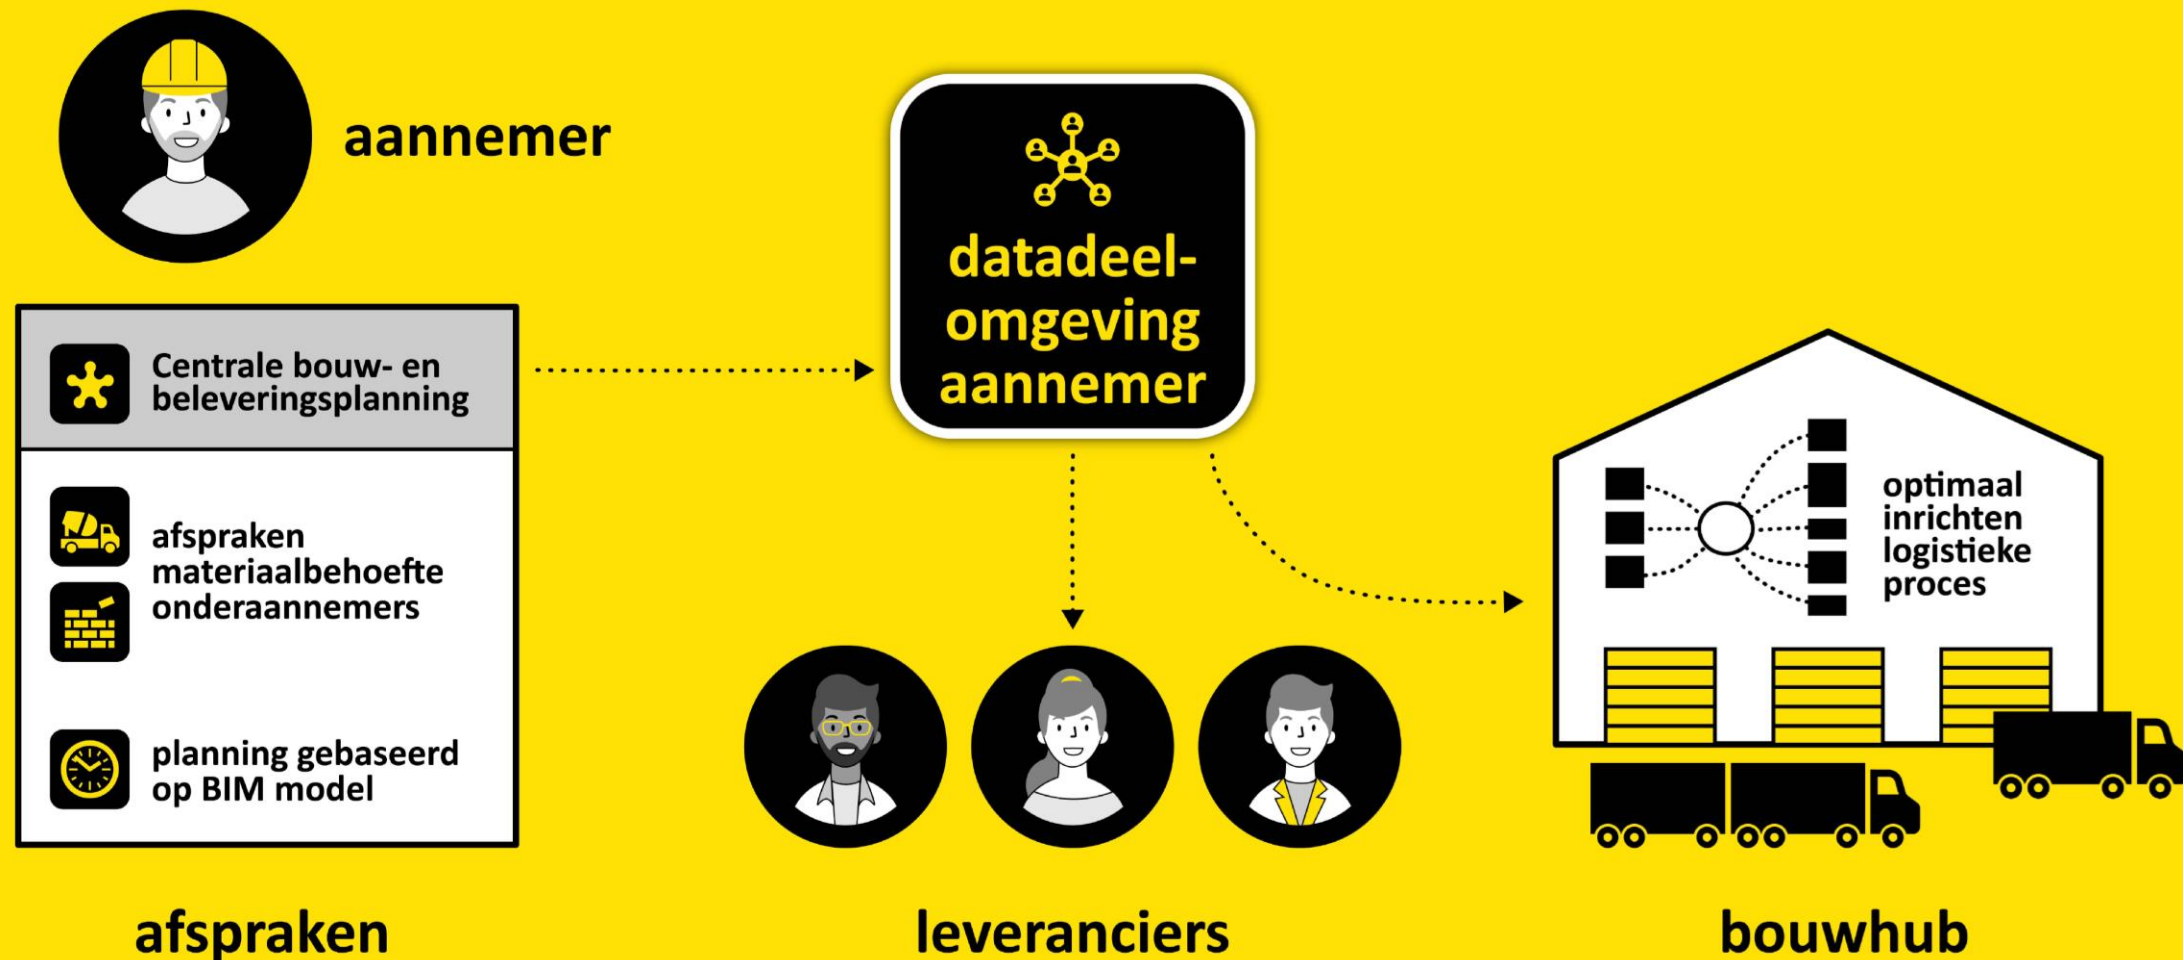 aannemer
Centrale bouw- en
beleveringsplanning
afspraken
materiaalbehoefte
onderaannemers
planning gebaseerd
op BIM model
afspraken
datadeel-
omgeving
aannemer
leveranciers
optimaal
inrichten
logistieke
proces
bouwhub